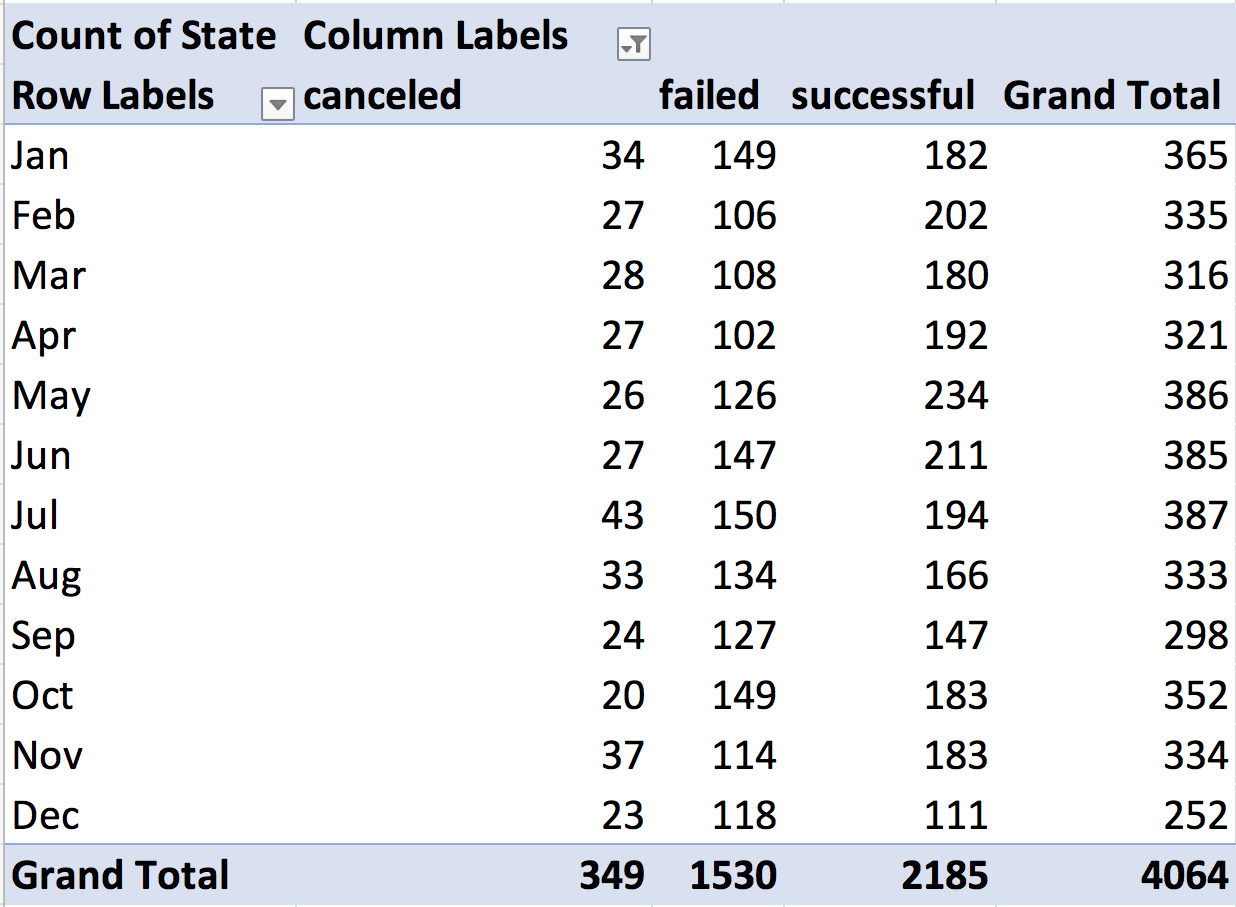 Count of State Column Labels
Row Labels canceled failed successful Grand Total
Jan 34 149 182 365
Feb 27 106 202 335
Mar 28 108 180 316
Apr 27 102 192 321
May 26 126 234 386
Jun 27 147 211 385
Jul 43 150 194 387
Aug 33 134 166 333
Sep 24 127 147 298
Oct 20 149 183 352
Nov 37 114 183 334
Dec 23 118 111 252
Grand Total 349 1530 2185 4064